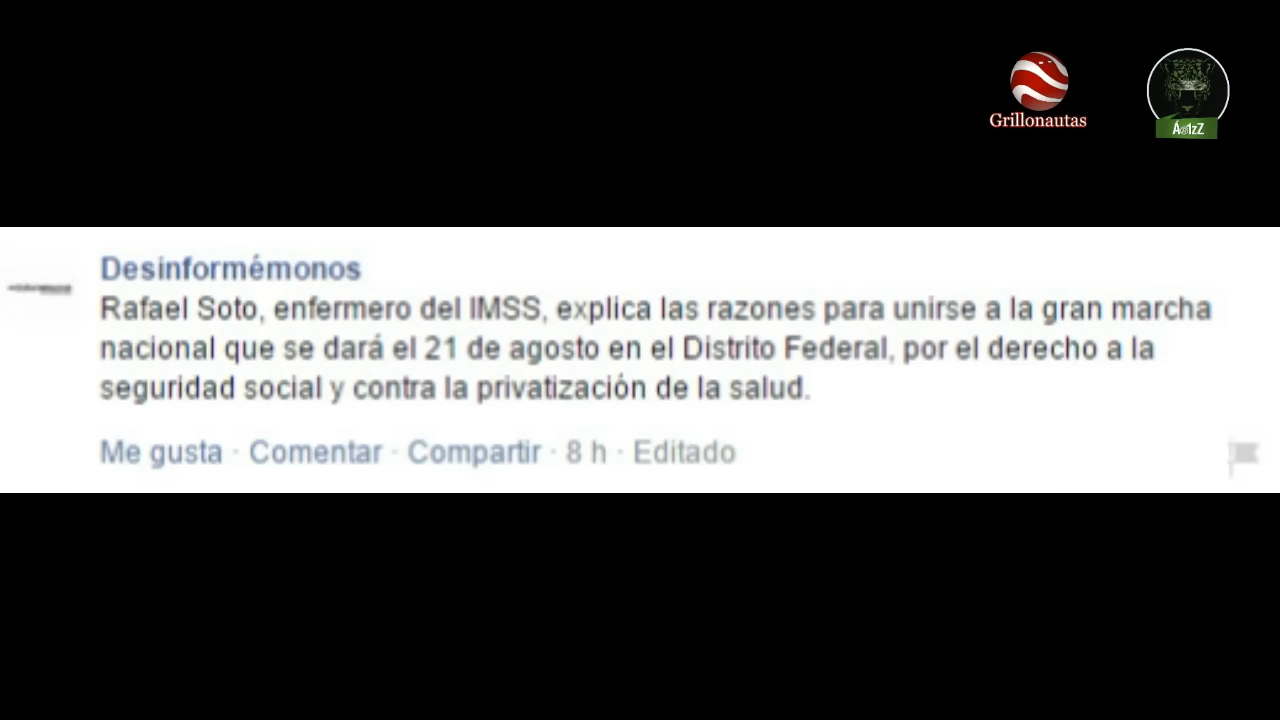 Grillonautas
Á@1zZ
Desinformémonos
Rafael Soto, enfermero del IMSS, explica las razones para unirse a la gran marcha
nacional que se dará el 21 de agosto en el Distrito Federal, por el derecho a la
seguridad social y contra la privatización de la salud.
Me gusta · Comentar · Compartir · 8 h · Editado